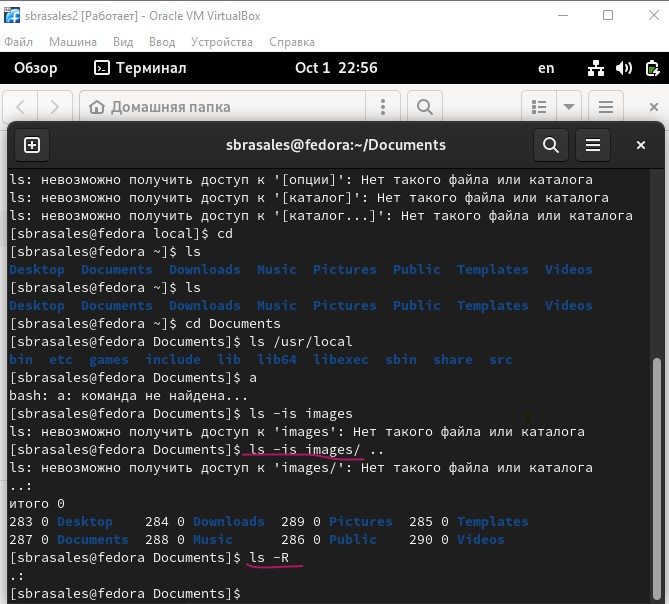 sbrasales2 [Работает] - Oracle VM VirtualBox
Файл Машина Вид Ввод Устройства Справка
Обзор Терминал Oct 1 22:56 en
Домашняя папка
sbrasales@fedora:~/Documents
ls: невозможно получить доступ к '[опции]': Нет такого файла или каталога
ls: невозможно получить доступ к '[каталог]': Нет такого файла или каталога
ls: невозможно получить доступ к '[каталог...]': Нет такого файла или каталога
[sbrasales@fedora local]$ cd
[sbrasales@fedora ~]$ ls
Desktop Documents Downloads Music Pictures Public Templates Videos
[sbrasales@fedora ~]$ ls
Desktop Documents Downloads Music Pictures Public Templates Videos
[sbrasales@fedora ~]$ cd Documents
[sbrasales@fedora Documents]$ ls /usr/local
bin etc games include lib lib64 libexec sbin share src
[sbrasales@fedora Documents]$ a
bash: a: команда не найдена...
[sbrasales@fedora Documents]$ ls -is images
ls: невозможно получить доступ к 'images': Нет такого файла или каталога
[sbrasales@fedora Documents]$ ls -is images/ ..
ls: невозможно получить доступ к 'images/': Нет такого файла или каталога
..:
итого 0
283 0 Desktop 284 0 Downloads 289 0 Pictures 285 0 Templates
287 0 Documents 288 0 Music 286 0 Public 290 0 Videos
[sbrasales@fedora Documents]$ ls -R
.:
[sbrasales@fedora Documents]$